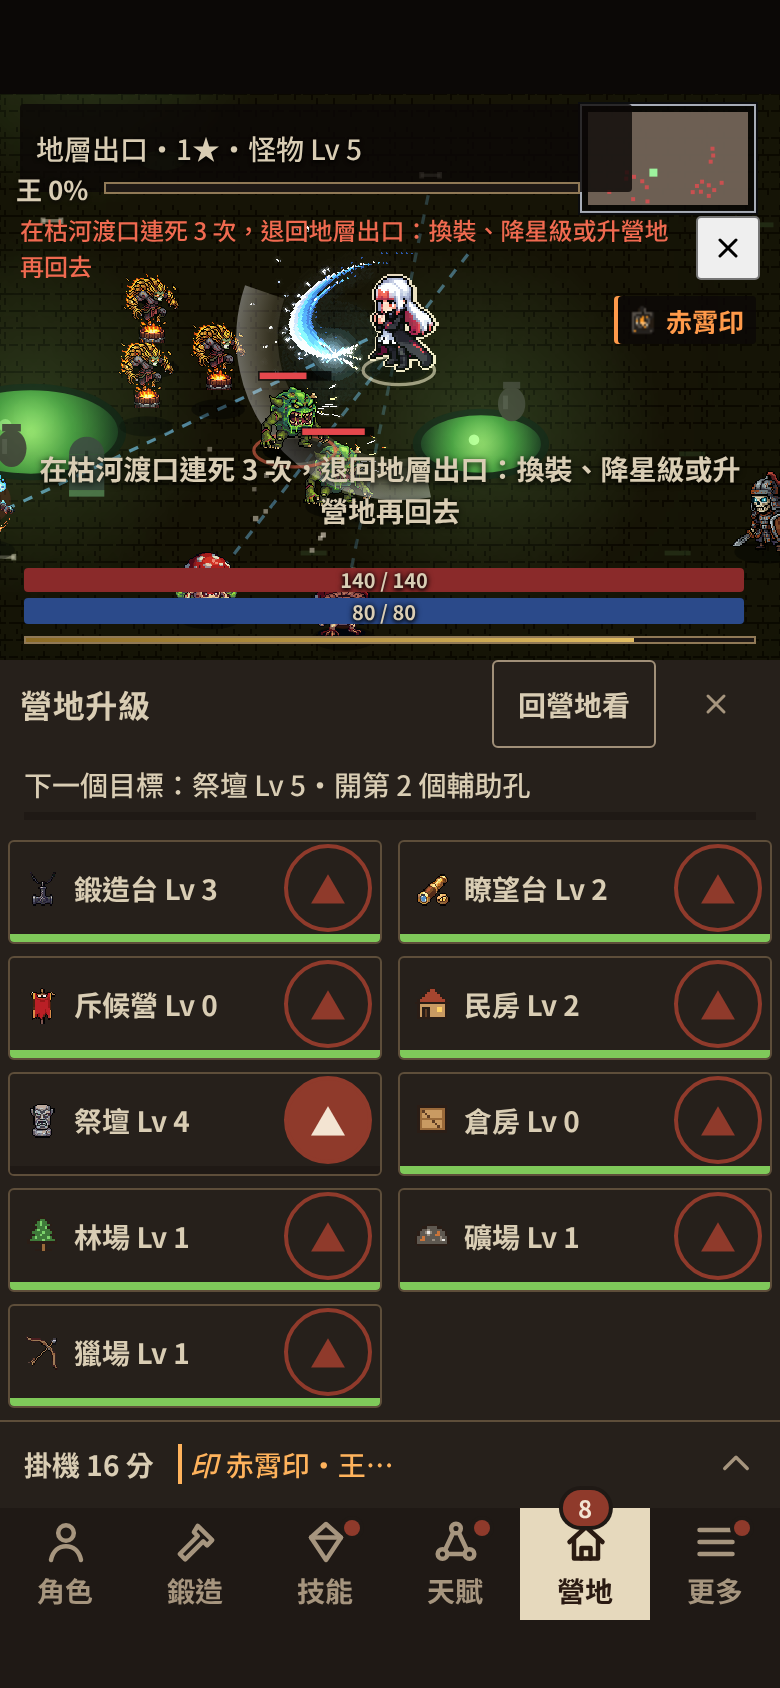 地層出口・1★・怪物 Lv 5
王 0%
在枯河渡口連死 3 次，退回地層出口：換裝、降星級或升營地
再回去
赤霄印
在枯河渡口連死 3 次，退回地層出口：換裝、降星級或升
營地再回去
140 / 140
80 / 80
營地升級
回營地看
下一個目標：祭壇 Lv 5・開第 2 個輔助孔
鍛造台 Lv 3
瞭望台 Lv 2
斥候營 Lv 0
民房 Lv 2
祭壇 Lv 4
倉房 Lv 0
林場 Lv 1
礦場 Lv 1
獵場 Lv 1
掛機 16 分
印 赤霄印・王…
8
角色
鍛造
技能
天賦
營地
更多